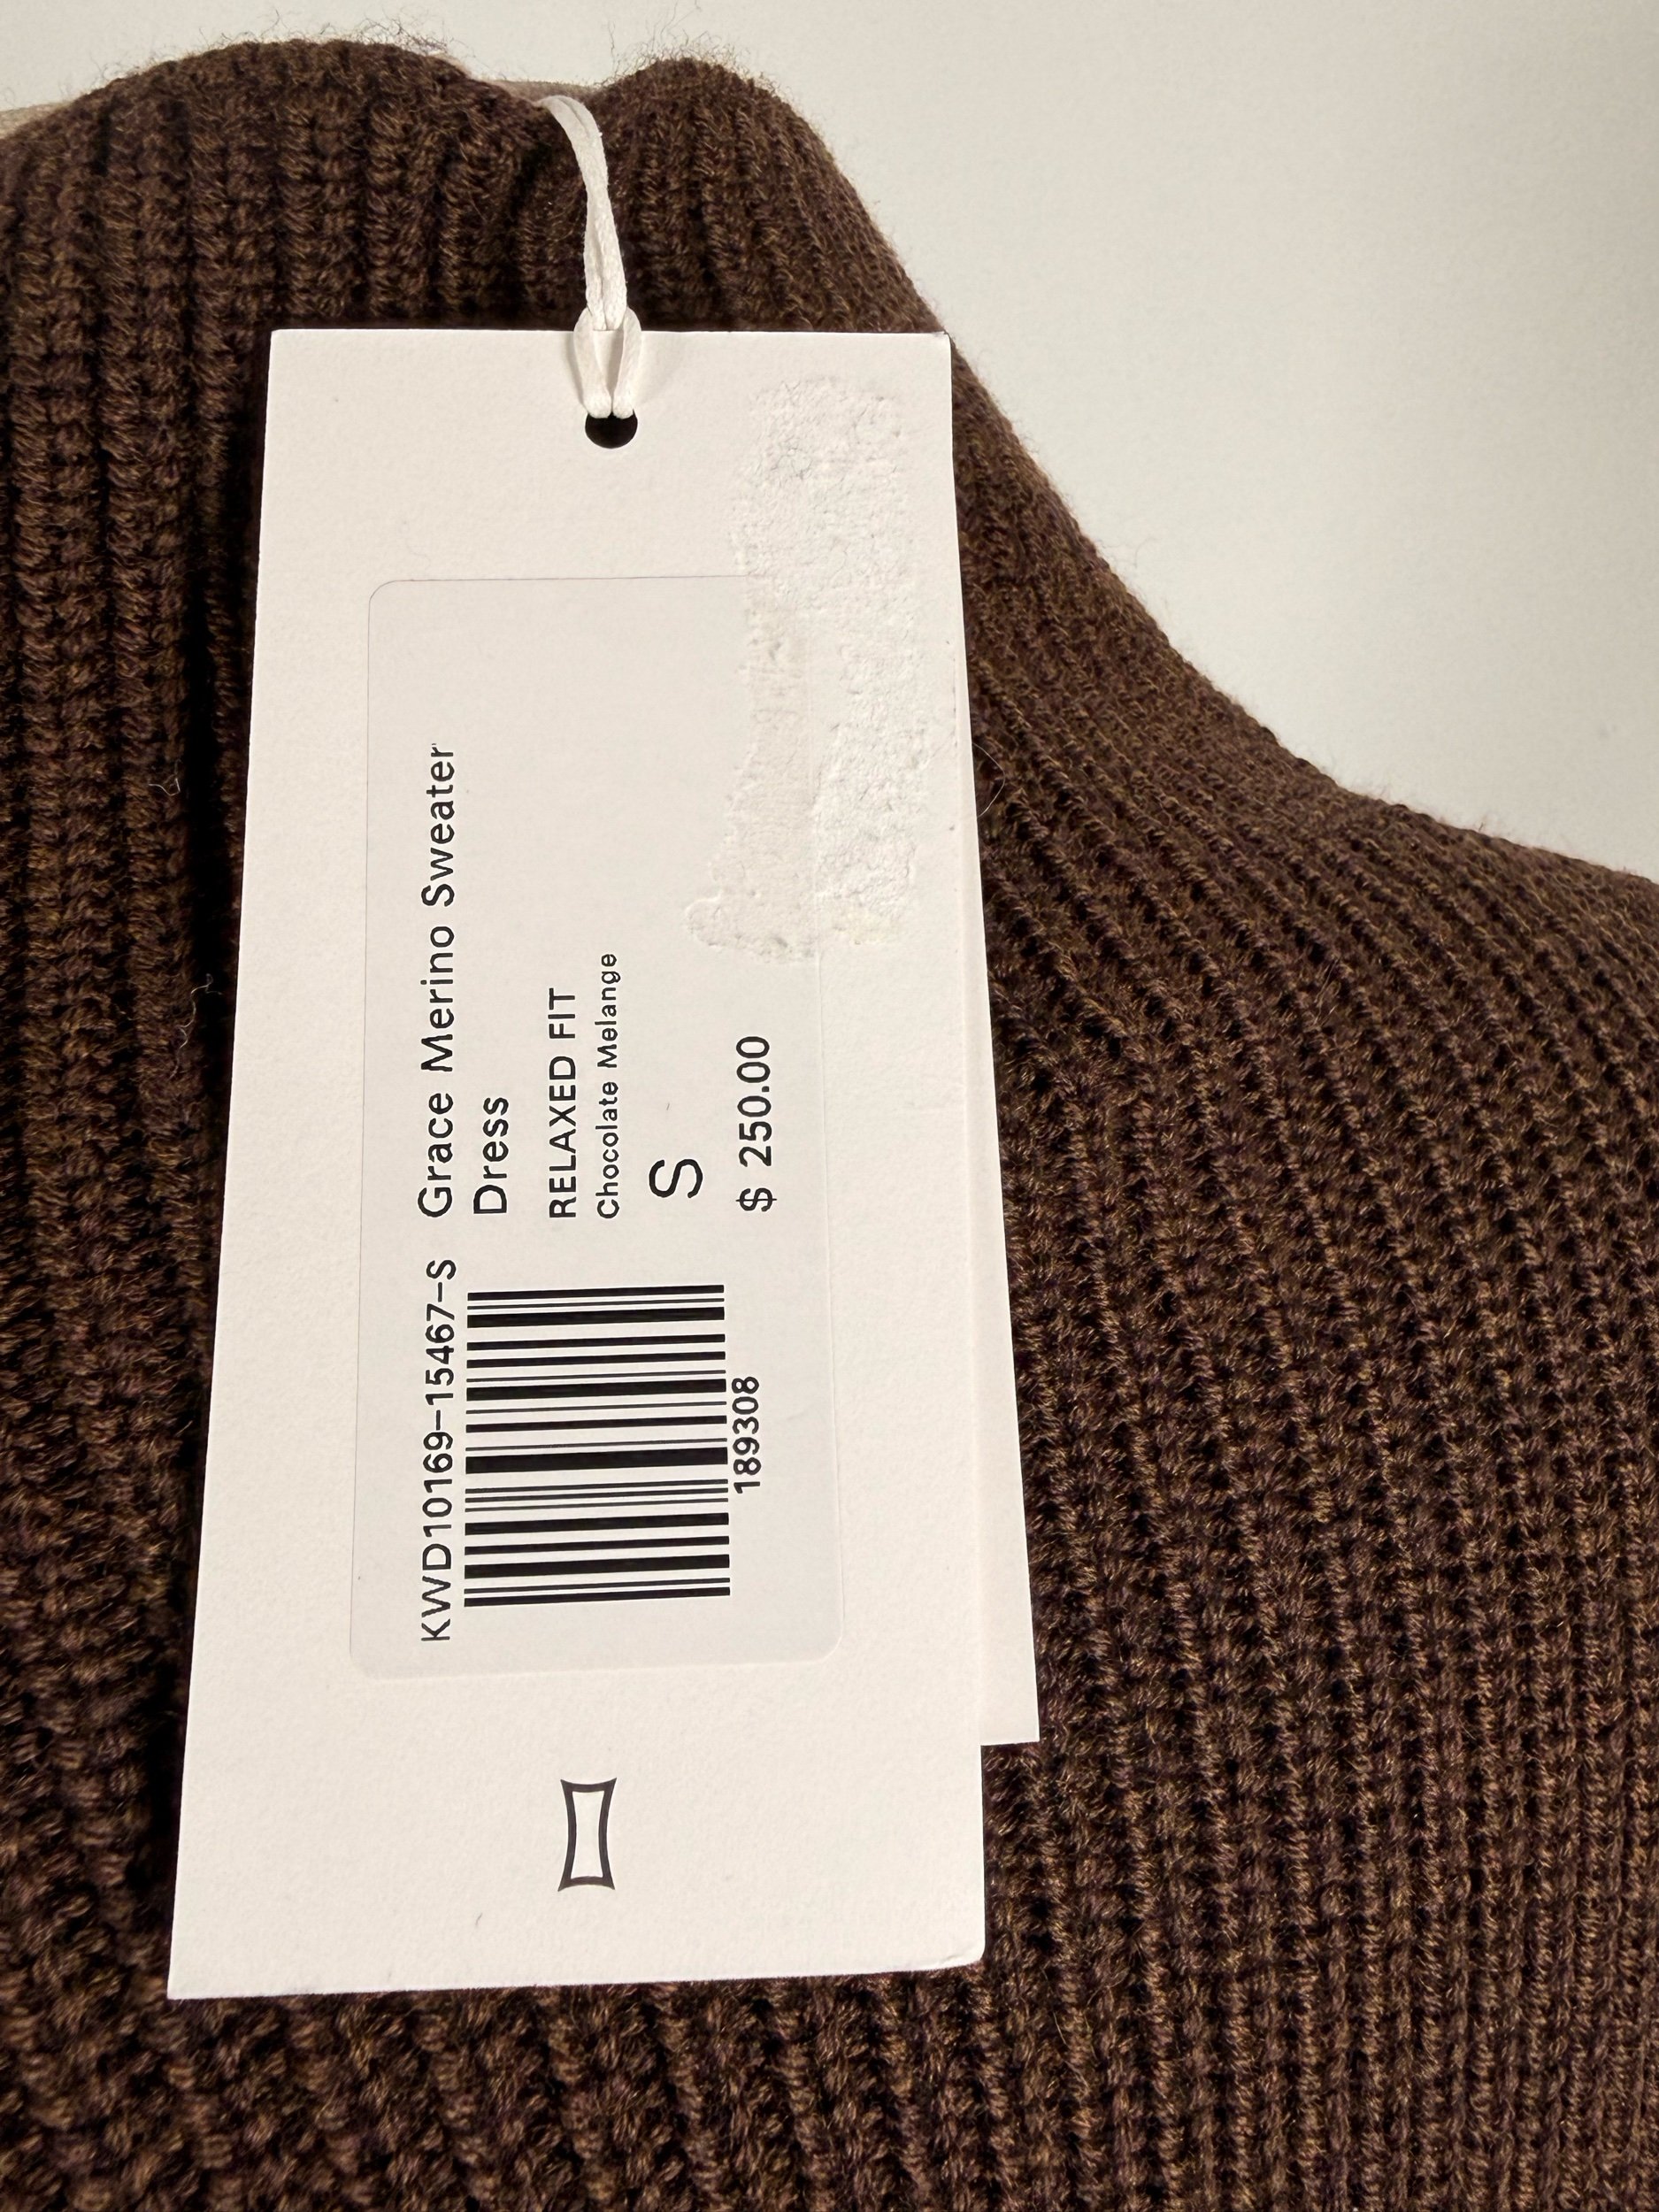 KWD10169-15467-S
189308
Grace Merino Sweater
Dress
RELAXED FIT
Chocolate Melange
S
$ 250.00